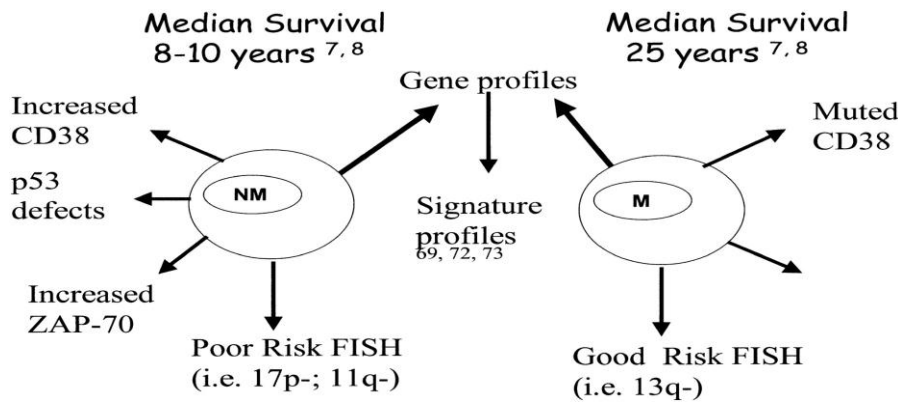 Median Survival
8-10 years 7, 8
Median Survival
25 years 7, 8
Gene profiles
Increased
CD38
Muted
CD38
p53
defects
NM
M
Signature
profiles
69, 72, 73
Increased
ZAP-70
Poor Risk FISH
(i.e. 17p-; 11q-)
Good Risk FISH
(i.e. 13q-)